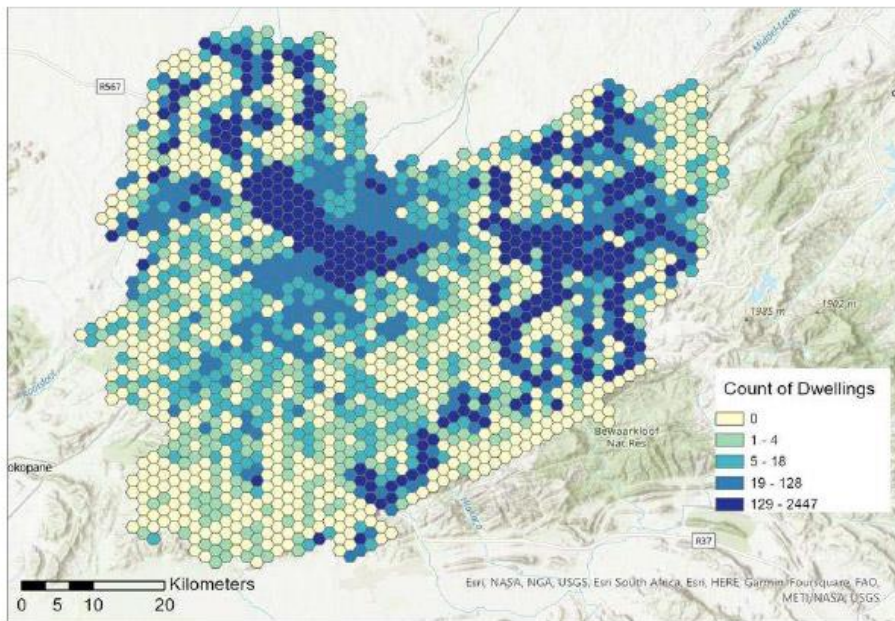 R567
Count of Dwellings
0
1 - 4
5 - 18
19 - 128
129 - 2447
1985 m
1902 m
Bewaarkloof
Nat Res
okopane
R37
Kilometers
0 5 10 20
Esri, NASA, NGA, USGS, Esri South Africa, Esri, HERE, Garmin, Foursquare, FAO,
METI/NASA, USGS